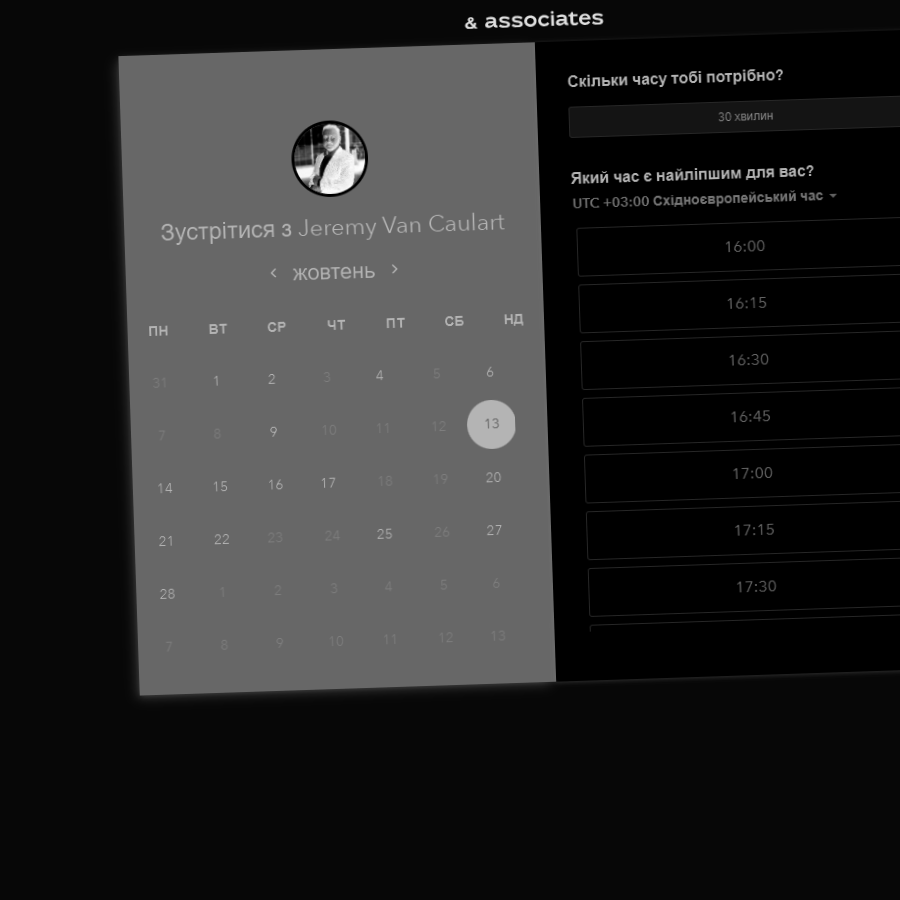 & associates
Зустрітися з Jeremy Van Caulart
жовтень
ПН ВТ СР ЧТ ПТ СБ НД
31 1 2 3 4 5 6
7 8 9 10 11 12 13
14 15 16 17 18 19 20
21 22 23 24 25 26 27
28 1 2 3 4 5 6
7 8 9 10 11 12 13
Скільки часу тобі потрібно?
30 хвилин
Який час є найліпшим для вас?
UTC +03:00 Східноєвропейський час
16:00
16:15
16:30
16:45
17:00
17:15
17:30